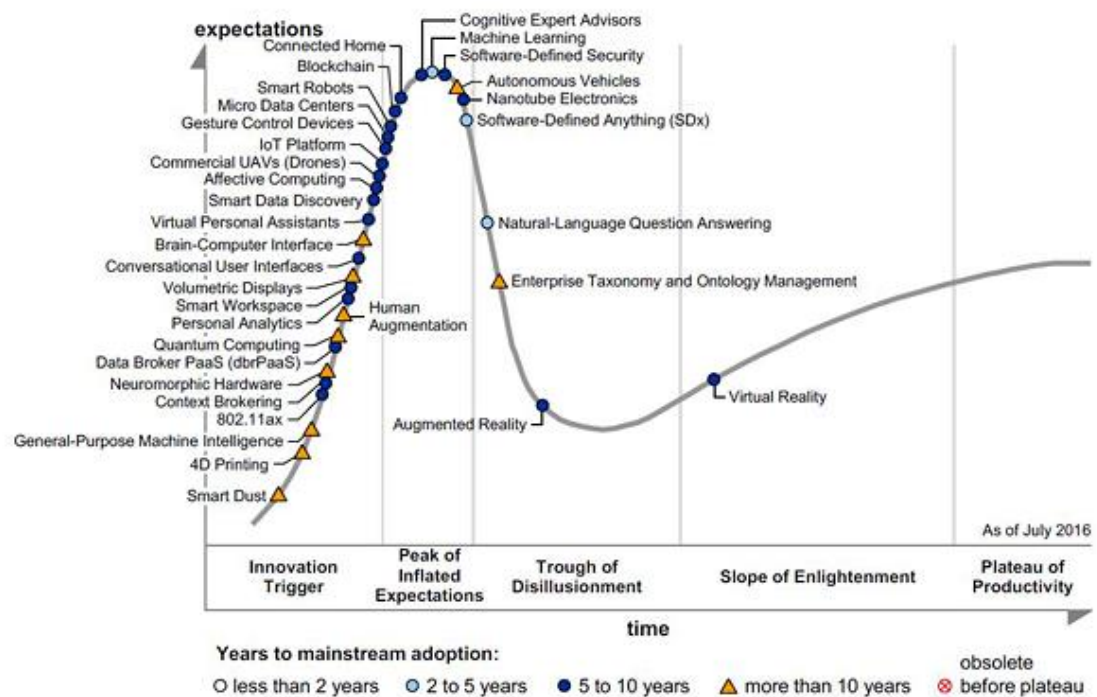 expectations
Cognitive Expert Advisors
Connected Home
Machine Learning
Blockchain
Software-Defined Security
Smart Robots
Autonomous Vehicles
Micro Data Centers
Nanotube Electronics
Gesture Control Devices
Software-Defined Anything (SDx)
IoT Platform
Commercial UAVs (Drones)
Affective Computing
Smart Data Discovery
Virtual Personal Assistants
Natural-Language Question Answering
Brain-Computer Interface
Conversational User Interfaces
Volumetric Displays
Enterprise Taxonomy and Ontology Management
Smart Workspace
Personal Analytics
Human
Augmentation
Quantum Computing
Data Broker PaaS (dbrPaaS)
Neuromorphic Hardware
Context Brokering
802.11ax
Virtual Reality
Augmented Reality
General-Purpose Machine Intelligence
4D Printing
Smart Dust
As of July 2016
Innovation
Trigger
Peak of
Inflated
Expectations
Trough of
Disillusionment
Slope of Enlightenment
Plateau of
Productivity
time
Years to mainstream adoption:
less than 2 years
2 to 5 years
5 to 10 years
more than 10 years
obsolete
before plateau